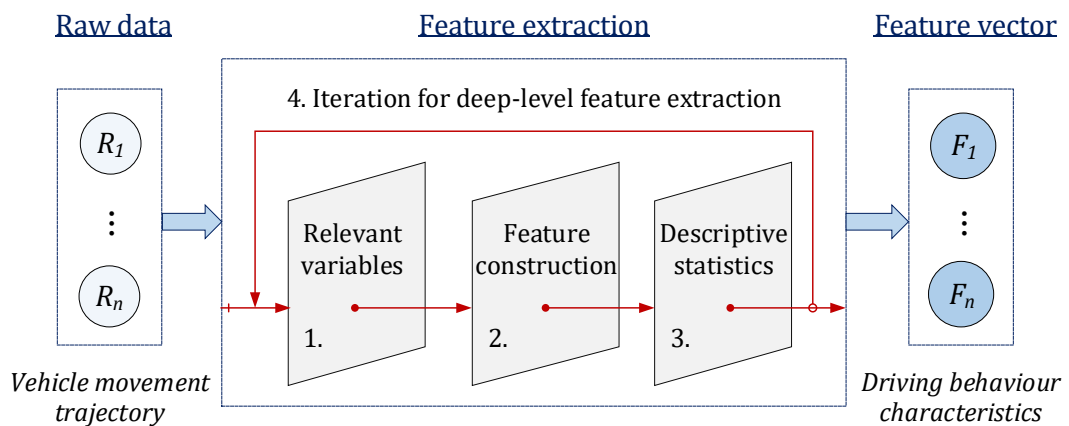 Raw data
Feature extraction
Feature vector
4. Iteration for deep-level feature extraction
R1
⋮
Rn
Relevant
variables
1.
Feature
construction
2.
Descriptive
statistics
3.
F1
⋮
Fn
Vehicle movement
trajectory
Driving behaviour
characteristics